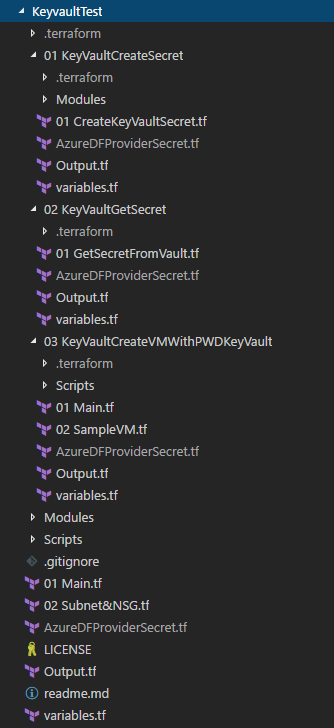 KeyvaultTest
.terraform
01 KeyVaultCreateSecret
.terraform
Modules
01 CreateKeyVaultSecret.tf
AzureDFProviderSecret.tf
Output.tf
variables.tf
02 KeyVaultGetSecret
.terraform
01 GetSecretFromVault.tf
AzureDFProviderSecret.tf
Output.tf
variables.tf
03 KeyVaultCreateVMWithPWDKeyVault
.terraform
Scripts
01 Main.tf
02 SampleVM.tf
AzureDFProviderSecret.tf
Output.tf
variables.tf
Modules
Scripts
.gitignore
01 Main.tf
02 Subnet&NSG.tf
AzureDFProviderSecret.tf
LICENSE
Output.tf
readme.md
variables.tf